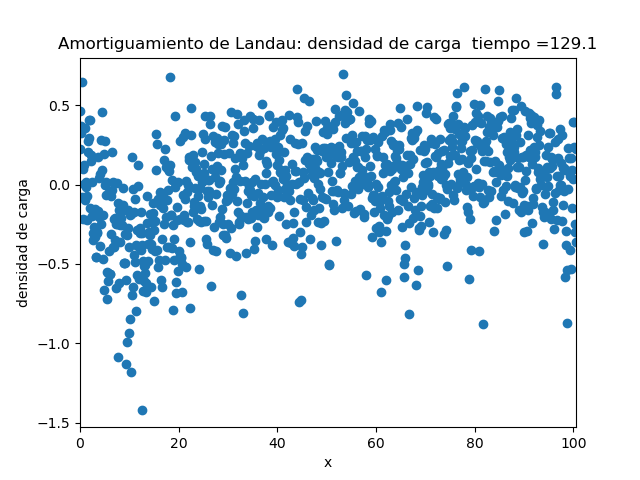 Amortiguamiento de Landau: densidad de carga  tiempo =129.1
densidad de carga
0.5
0.0
−0.5
−1.0
−1.5
0 20 40 60 80 100
x